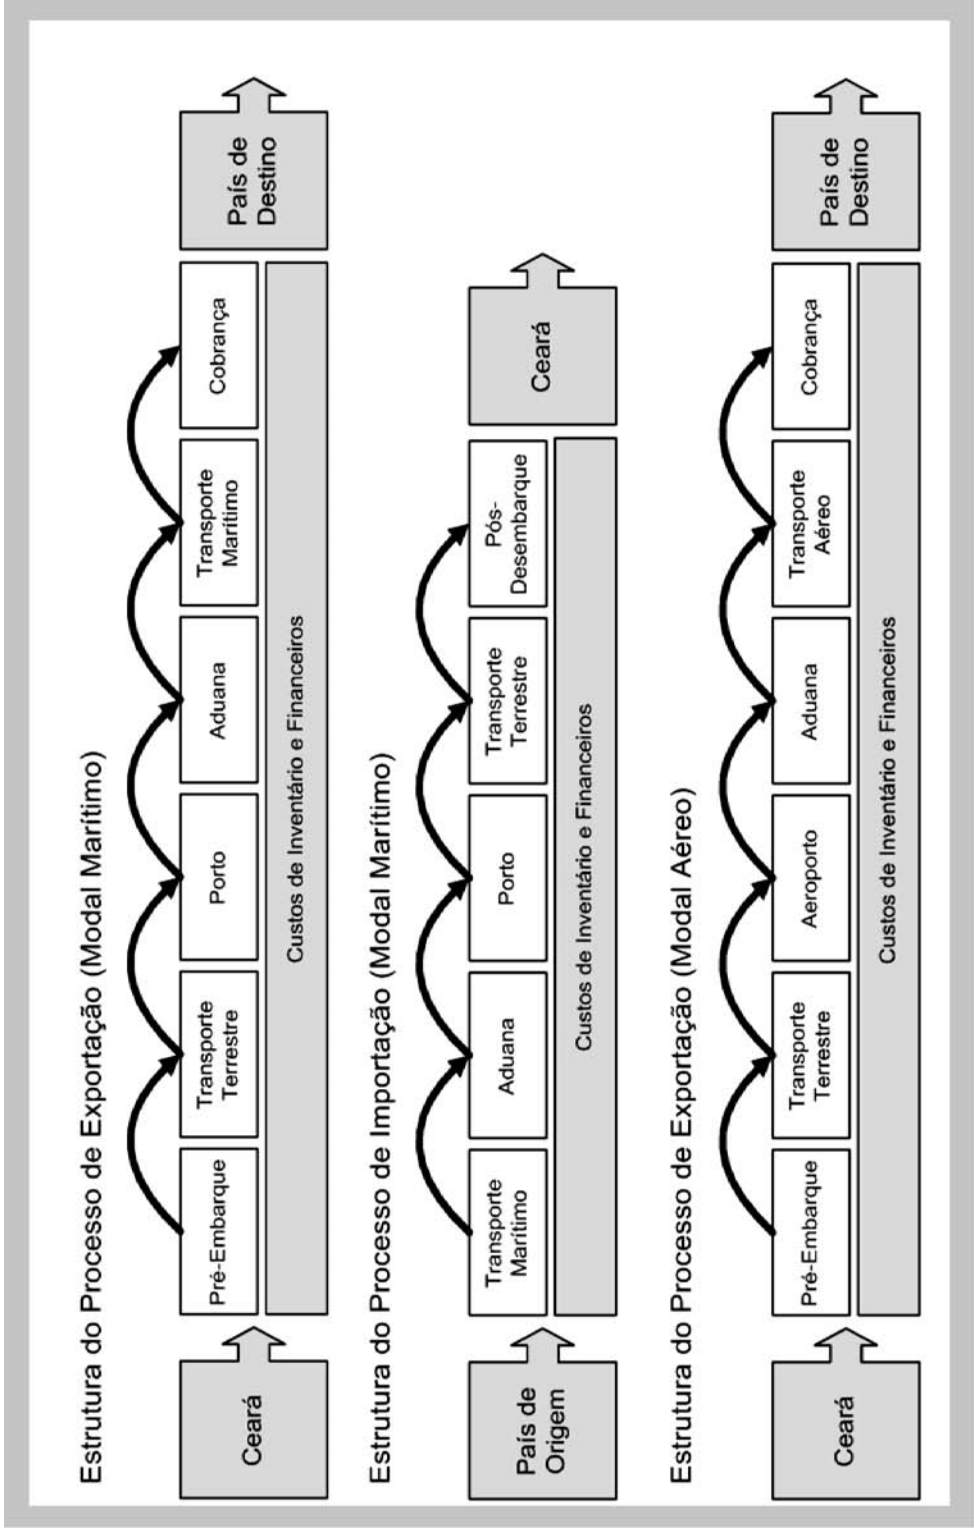 Estrutura do Processo de Exportação (Modal Marítimo)
Ceará
Pré-Embarque
Transporte
Terrestre
Porto
Aduana
Transporte
Marítimo
Cobrança
País de
Destino
Custos de Inventário e Financeiros
Estrutura do Processo de Importação (Modal Marítimo)
País de
Origem
Transporte
Marítimo
Aduana
Porto
Transporte
Terrestre
Pós-
Desembarque
Ceará
Custos de Inventário e Financeiros
Estrutura do Processo de Exportação (Modal Aéreo)
Ceará
Pré-Embarque
Transporte
Terrestre
Aeroporto
Aduana
Transporte
Aéreo
Cobrança
País de
Destino
Custos de Inventário e Financeiros